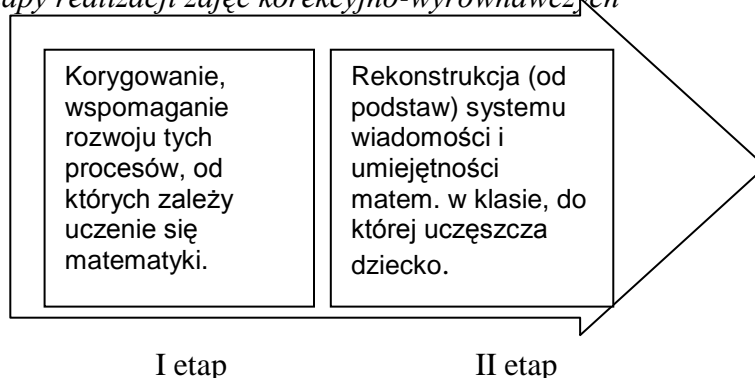 apy realizacji zajęć korekcyjno-wyrównawczych
Korygowanie,
wspomaganie
rozwoju tych
procesów, od
których zależy
uczenie się
matematyki.
Rekonstrukcja (od
podstaw) systemu
wiadomości i
umiejętności
matem. w klasie, do
której uczęszcza
dziecko.
I etap
II etap